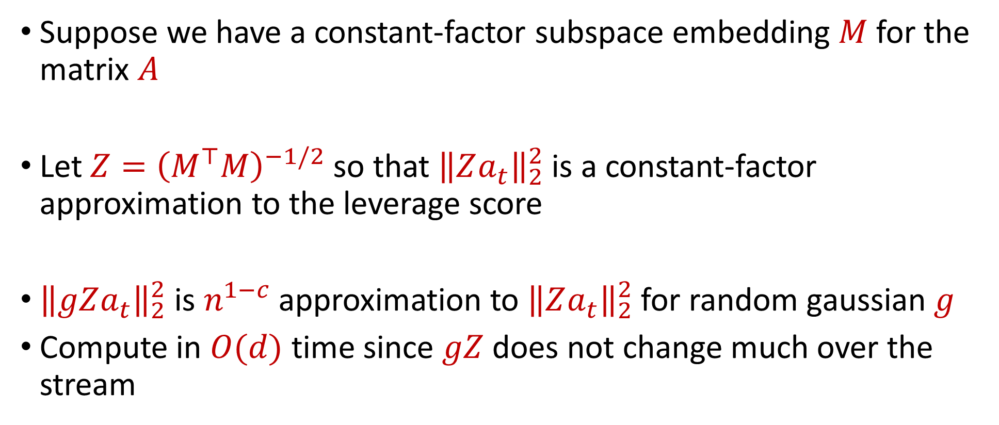 • Suppose we have a constant-factor subspace embedding M for the
matrix A
• Let Z = (M⊤M)^{−1/2} so that ‖Za_t‖_2^2 is a constant-factor
approximation to the leverage score
• ‖gZa_t‖_2^2 is n^{1−c} approximation to ‖Za_t‖_2^2 for random gaussian g
• Compute in O(d) time since gZ does not change much over the
stream